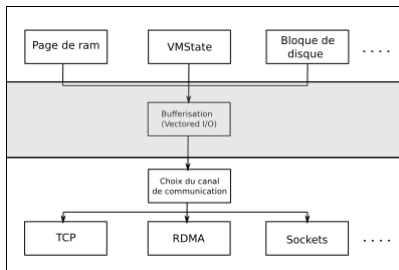 Page de ram
VMState
Bloque de
disque
. . . .
Bufferisation
(Vectored I/O)
Choix du canal
de communication
TCP
RDMA
Sockets
. . . .